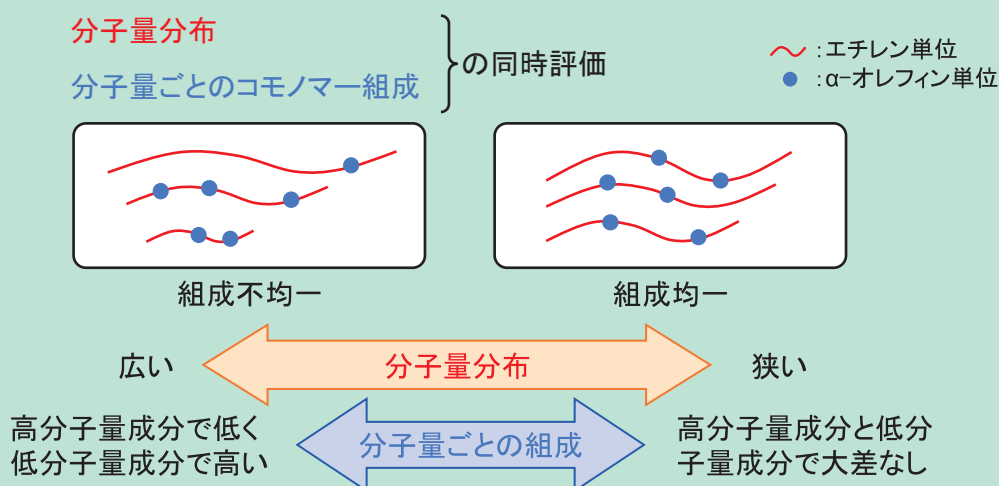 分子量分布
分子量ごとのコモノマー組成
の同時評価
:エチレン単位
:α-オレフィン単位
組成不均一
組成均一
広い
分子量分布
狭い
高分子量成分で低く
低分子量成分で高い
分子量ごとの組成
高分子量成分と低分
子量成分で大差なし